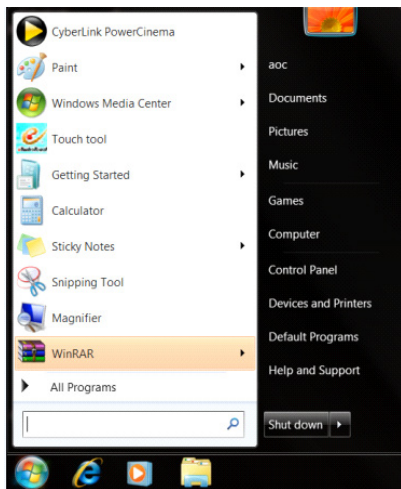 CyberLink PowerCinema
Paint
Windows Media Center
Touch tool
Getting Started
Calculator
Sticky Notes
Snipping Tool
Magnifier
WinRAR
All Programs
aoc
Documents
Pictures
Music
Games
Computer
Control Panel
Devices and Printers
Default Programs
Help and Support
Shut down